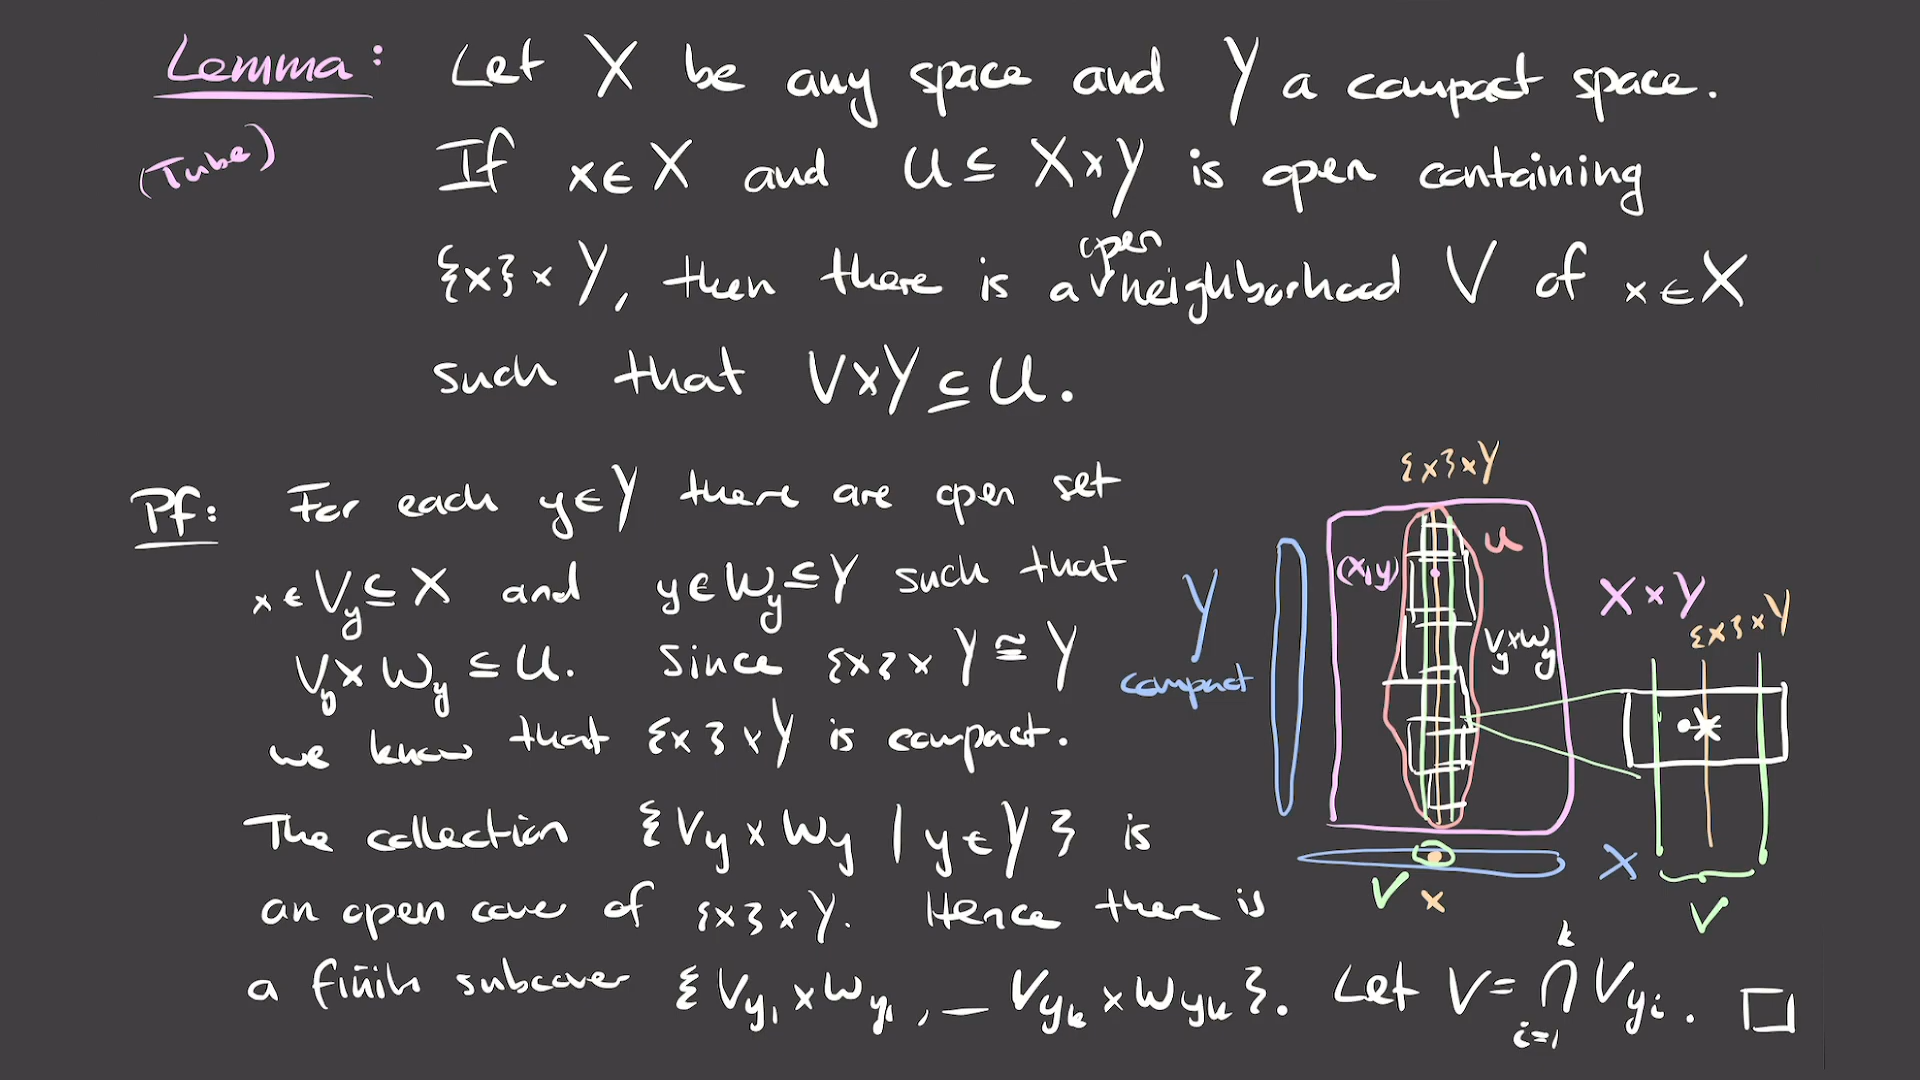 Lemma: Let X be any space and Y a compact space.
(Tube) If x∈X and U⊆X×Y is open containing
{x}×Y, then there is a open neighborhood V of x∈X
such that V×Y⊆U.
Pf: For each y∈Y there are open set
x∈V_y⊆X and y∈W_y⊆Y such that
V_y×W_y⊆U. Since {x}×Y≅Y
we know that {x}×Y is compact.
The collection {V_y×W_y | y∈Y} is
an open cover of {x}×Y. Hence there is
a finite subcover {V_{y_1}×W_{y_1}, — V_{y_k}×W_{y_k}}. Let V=⋂_{i=1}^{k} V_{y_i}. □
{x}×Y
U
(x,y)
X×Y
{x}×Y
Y
V_y×W_y
compact
X
V x
V